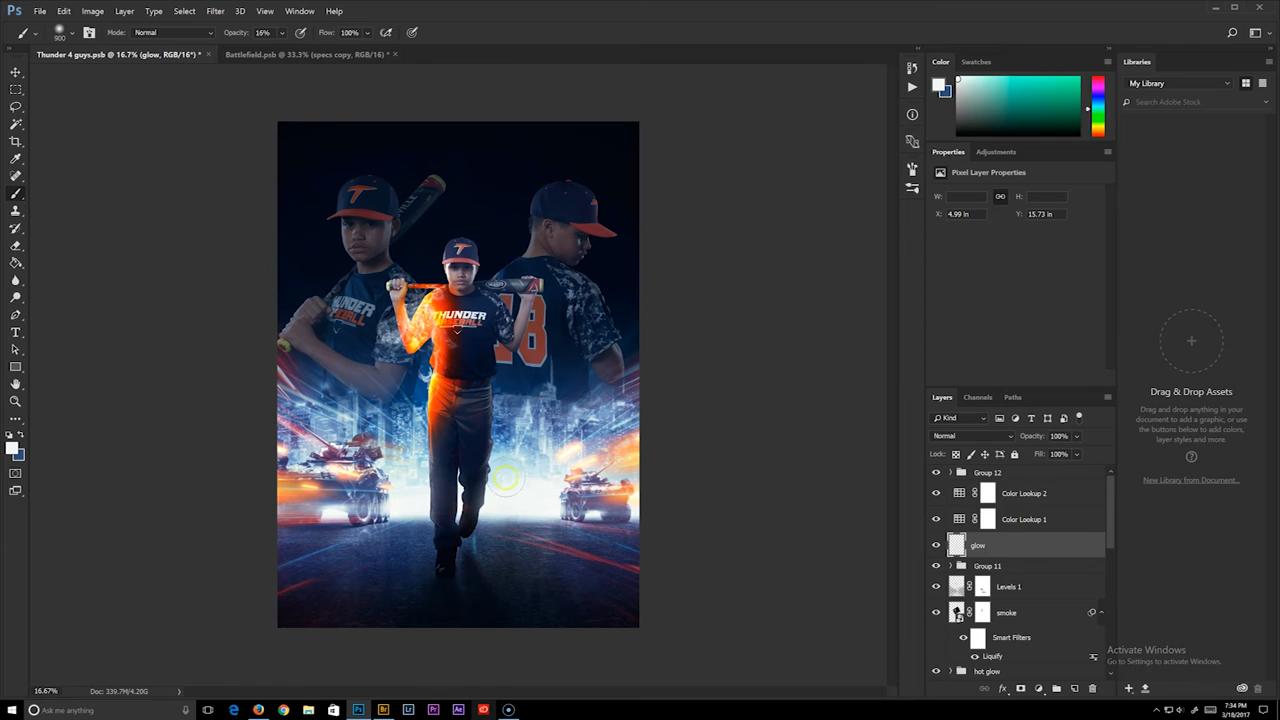 Ps File Edit Image Layer Type Select Filter 3D View Window Help
900 Mode: Normal Opacity: 16% Flow: 100%
Thunder 4 guys.psb @ 16.7% (glow, RGB/16*) * × Battlefield.psb @ 33.3% (specs copy, RGB/16) * ×
Color Swatches
Libraries
My Library
Search Adobe Stock
Properties Adjustments
Pixel Layer Properties
W: H:
X: 4.99 in Y: 15.73 in
T
THUNDER
BASEBALL
18
Drag & Drop Assets
Drag and drop anything in your
document to add a graphic, or use
the buttons below to add colors,
layer styles and more.
New Library from Document...
Layers Channels Paths
Kind
Normal Opacity: 100%
Lock: Fill: 100%
Group 12
Color Lookup 2
Color Lookup 1
glow
Group 11
Levels 1
smoke
Smart Filters
Liquify
hot glow
Activate Windows
Go to Settings to activate Windows.
16.67% Doc: 339.7M/4.20G
Ask me anything
7:34 PM
3/18/2017